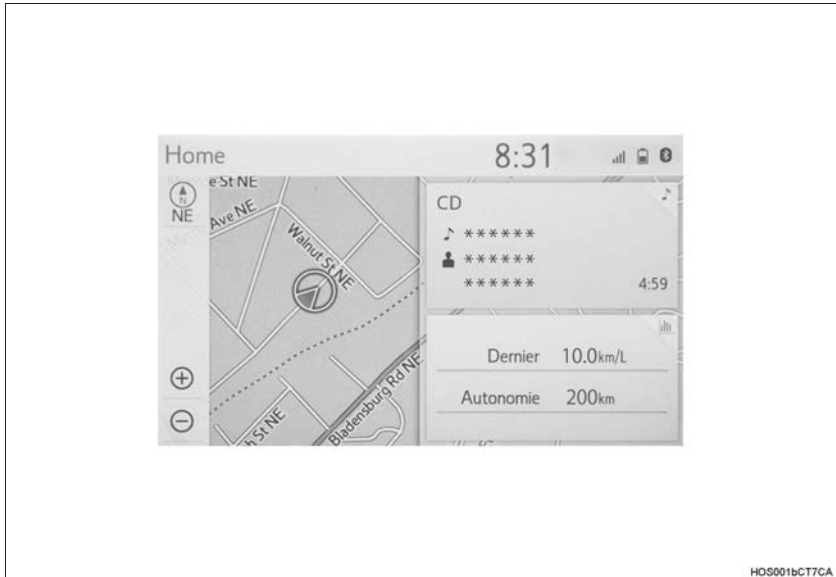 Home
8:31
e St NE
N
NE
Ave NE
Walnut St NE
Bladensburg Rd NE
h St NE
CD
******
******
******
4:59
Dernier 10.0km/L
Autonomie 200km
HOS001bCT7CA